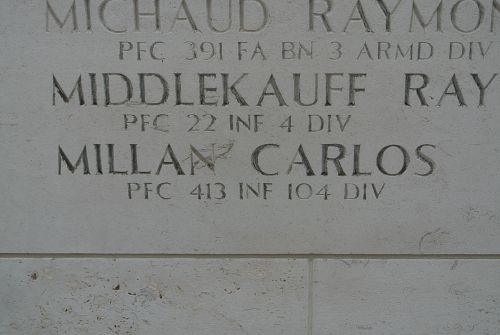 MICHAUD RAYMON
PFC 391 FA BN 3 ARMD DIV
MIDDLEKAUFF RAY
PFC 22 INF 4 DIV
MILLAN CARLOS
PFC 413 INF 104 DIV